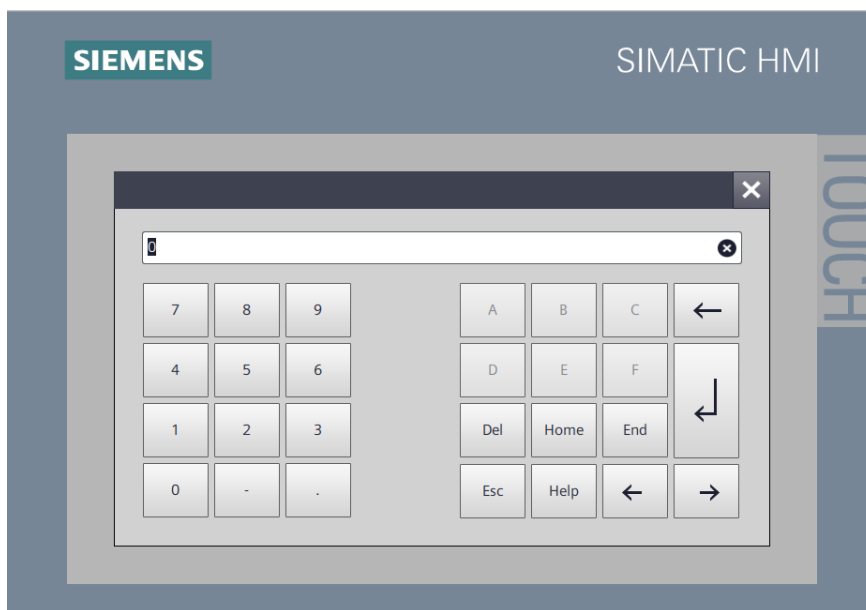 SIEMENS
SIMATIC HMI
TOUCH
0
7 8 9 A B C
4 5 6 D E F
1 2 3 Del Home End
0 - . Esc Help